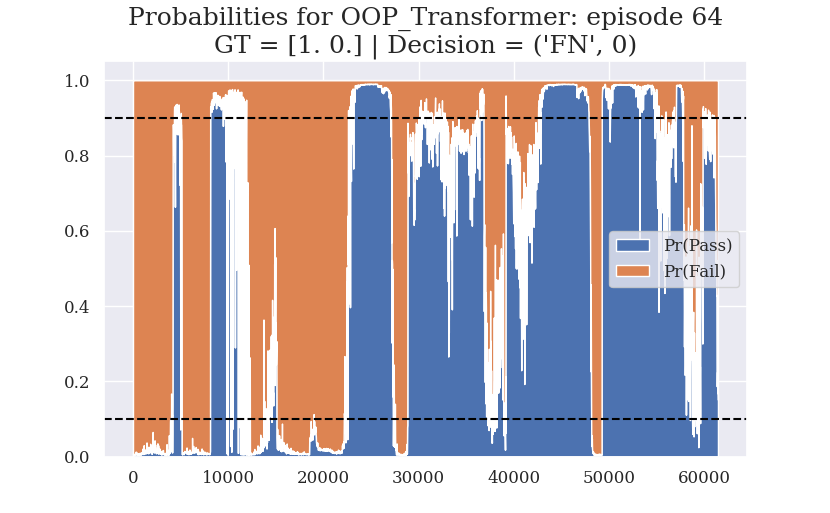 Probabilities for OOP_Transformer: episode 64
GT = [1. 0.] | Decision = ('FN', 0)
1.0
0.8
0.6
0.4
0.2
0.0
Pr(Pass)
Pr(Fail)
0 10000 20000 30000 40000 50000 60000